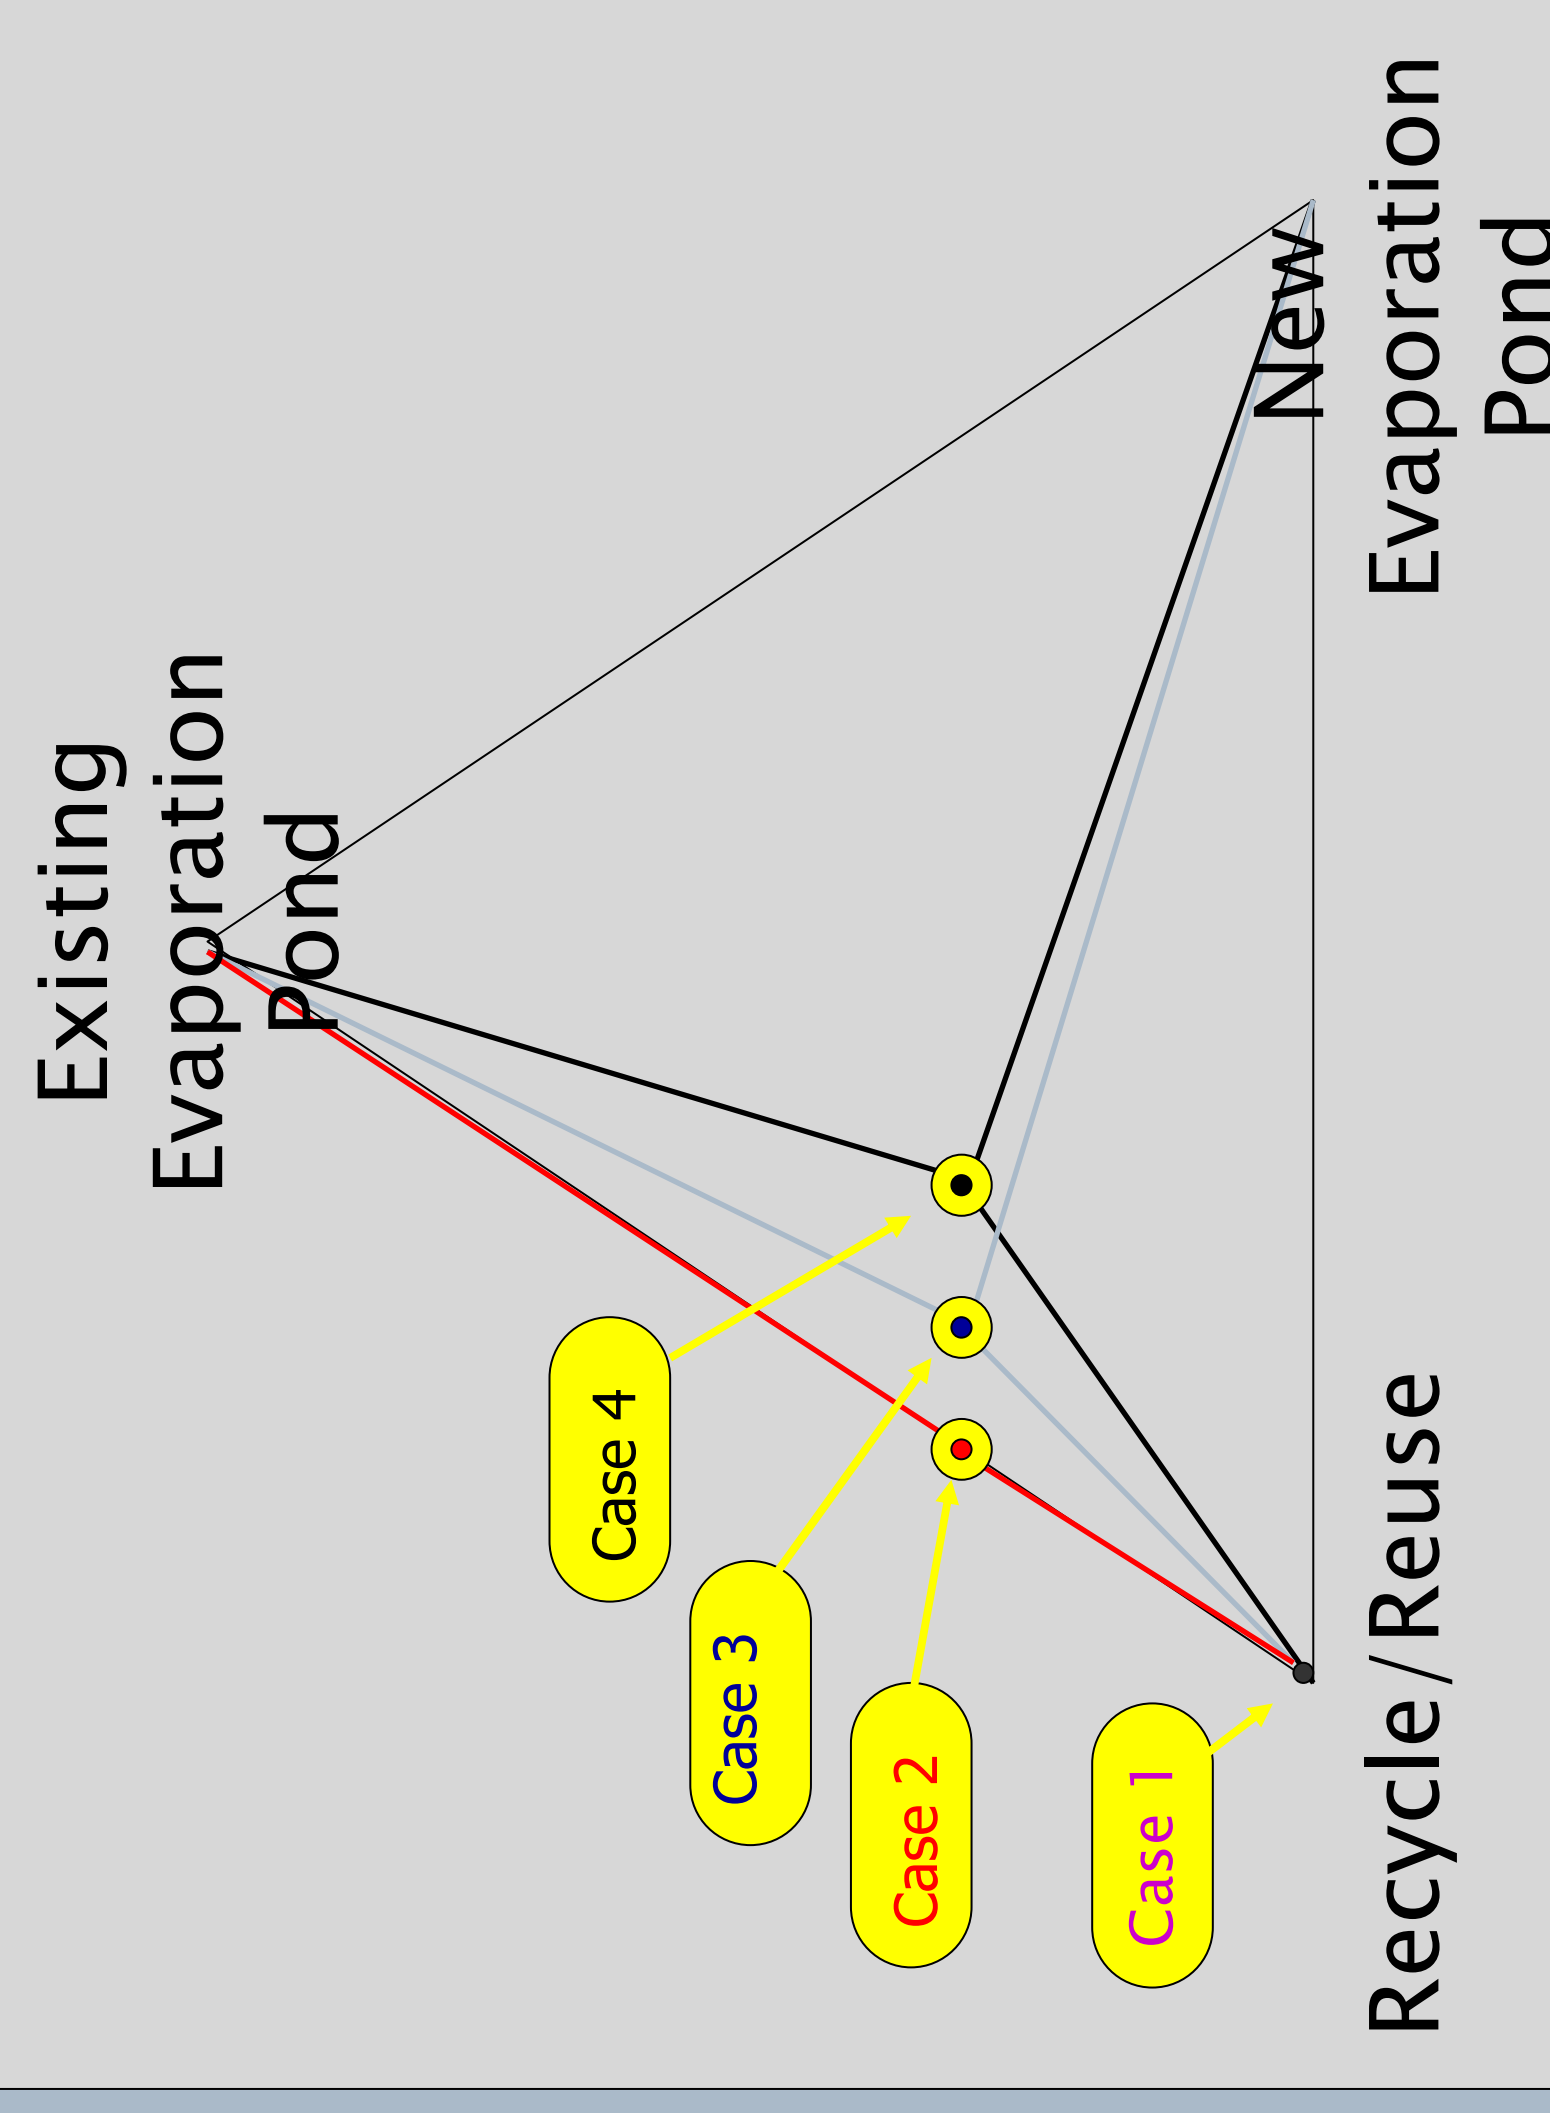 Existing
Evaporation
Pond
Case 4
Case 3
Case 2
Case 1
New
Evaporation
Pond
Recycle/Reuse